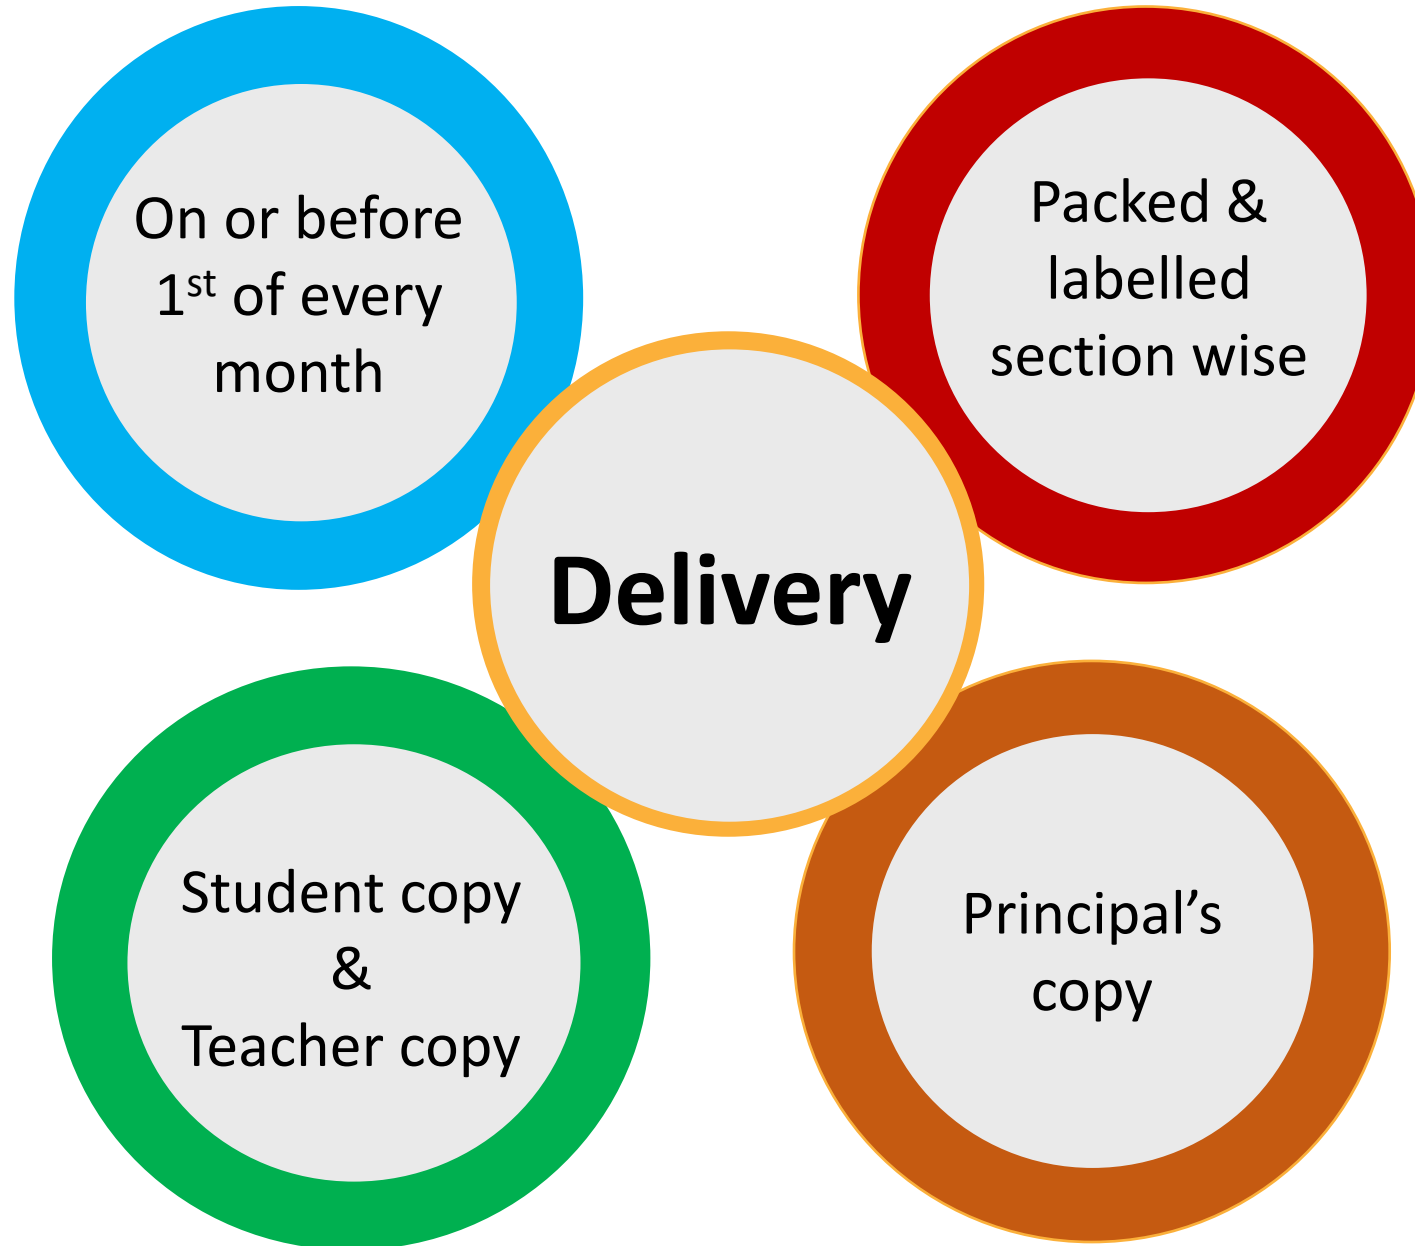 On or before
1st of every
month
Packed &
labelled
section wise
Delivery
Student copy
&
Teacher copy
Principal’s
copy